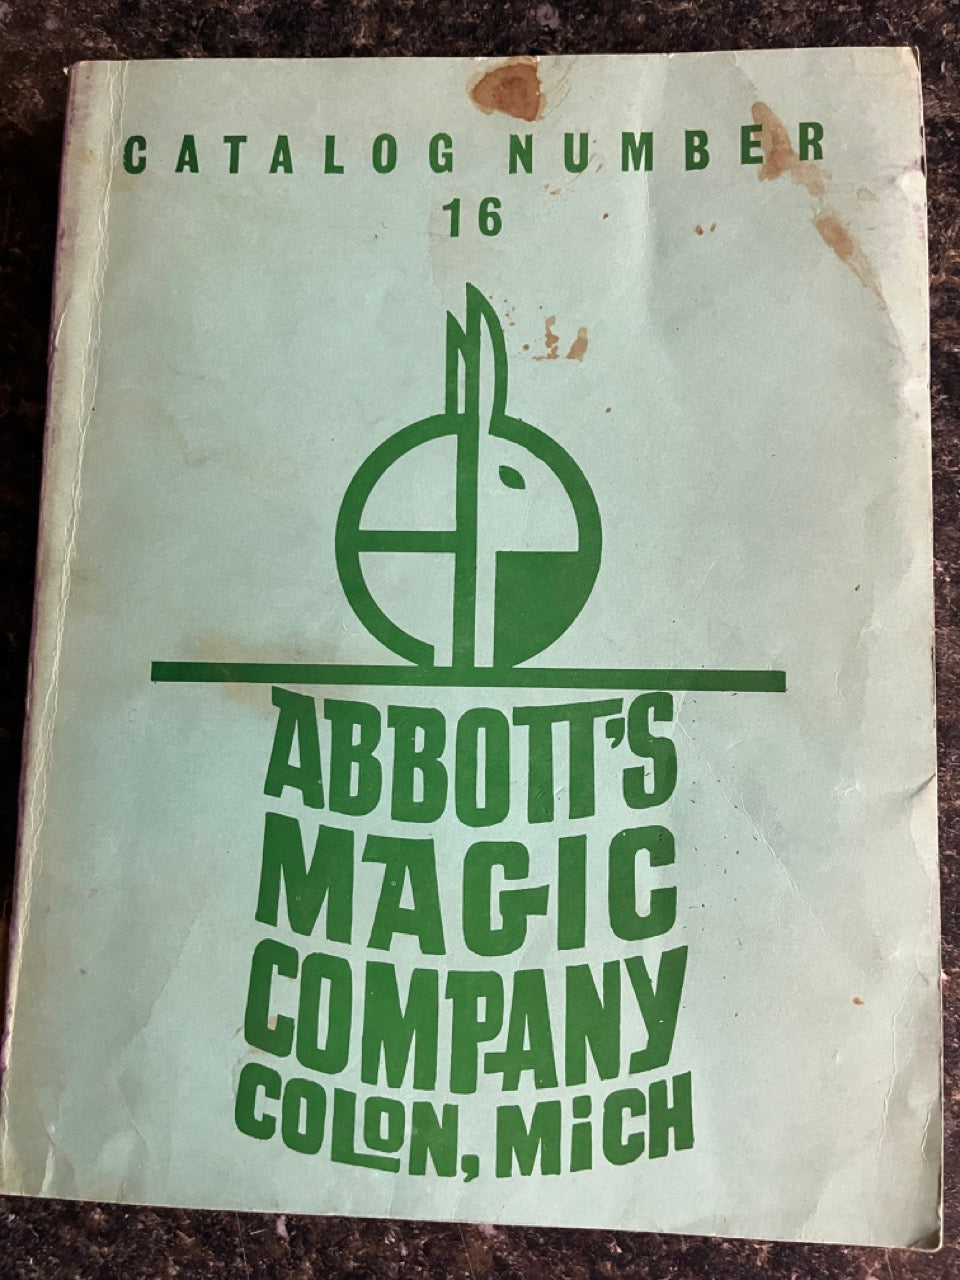 CATALOG NUMBER
16
ABBOTT'S
MAGIC
COMPANY
COLON, MiCH